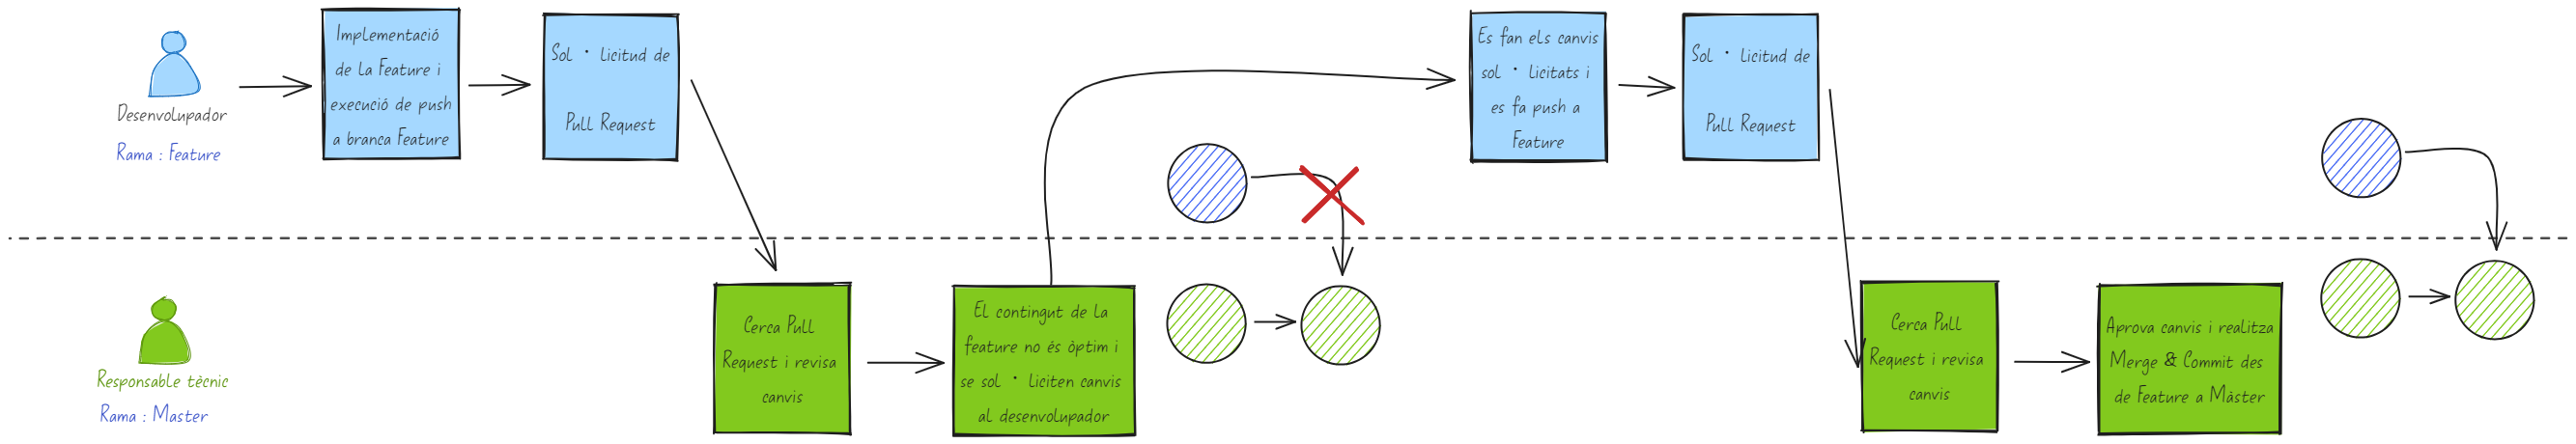 Desenvolupador
Rama : Feature
Implementació
de la Feature i
execució de push
a branca Feature
Sol · licitud de
Pull Request
Es fan els canvis
sol · licitats i
es fa push a
Feature
Sol · licitud de
Pull Request
Responsable tècnic
Rama : Master
Cerca Pull
Request i revisa
canvis
El contingut de la
feature no és òptim i
se sol · liciten canvis
al desenvolupador
Cerca Pull
Request i revisa
canvis
Aprova canvis i realitza
Merge & Commit des
de Feature a Màster